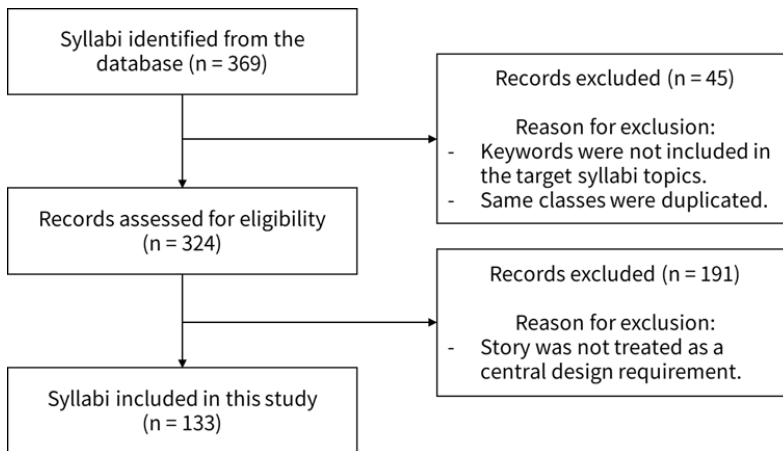 Syllabi identified from the
database (n = 369)
Records excluded (n = 45)
Reason for exclusion:
- Keywords were not included in
the target syllabi topics.
- Same classes were duplicated.
Records assessed for eligibility
(n = 324)
Records excluded (n = 191)
Reason for exclusion:
- Story was not treated as a
central design requirement.
Syllabi included in this study
(n = 133)